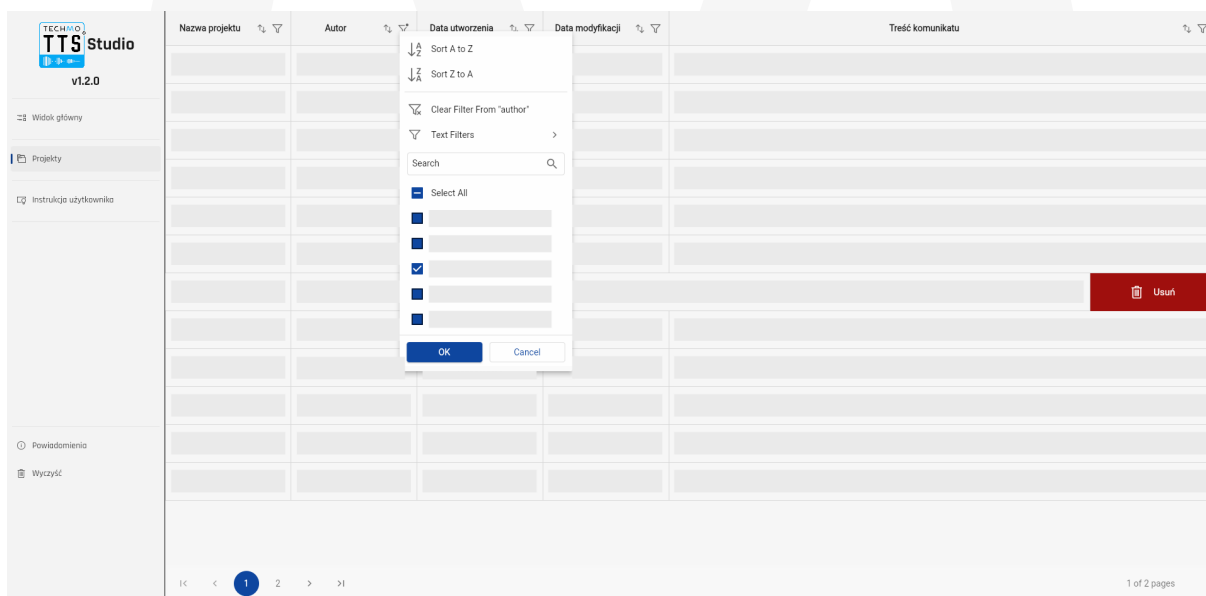 TECHMO
TTS Studio
v1.2.0
Widok główny
Projekty
Instrukcja użytkownika
Powiadomienia
Wyczyść
Nazwa projektu
Autor
Data utworzenia
Data modyfikacji
Treść komunikatu
Sort A to Z
Sort Z to A
Clear Filter From "author"
Text Filters
Search
Select All
OK
Cancel
Usuń
1
2
1 of 2 pages